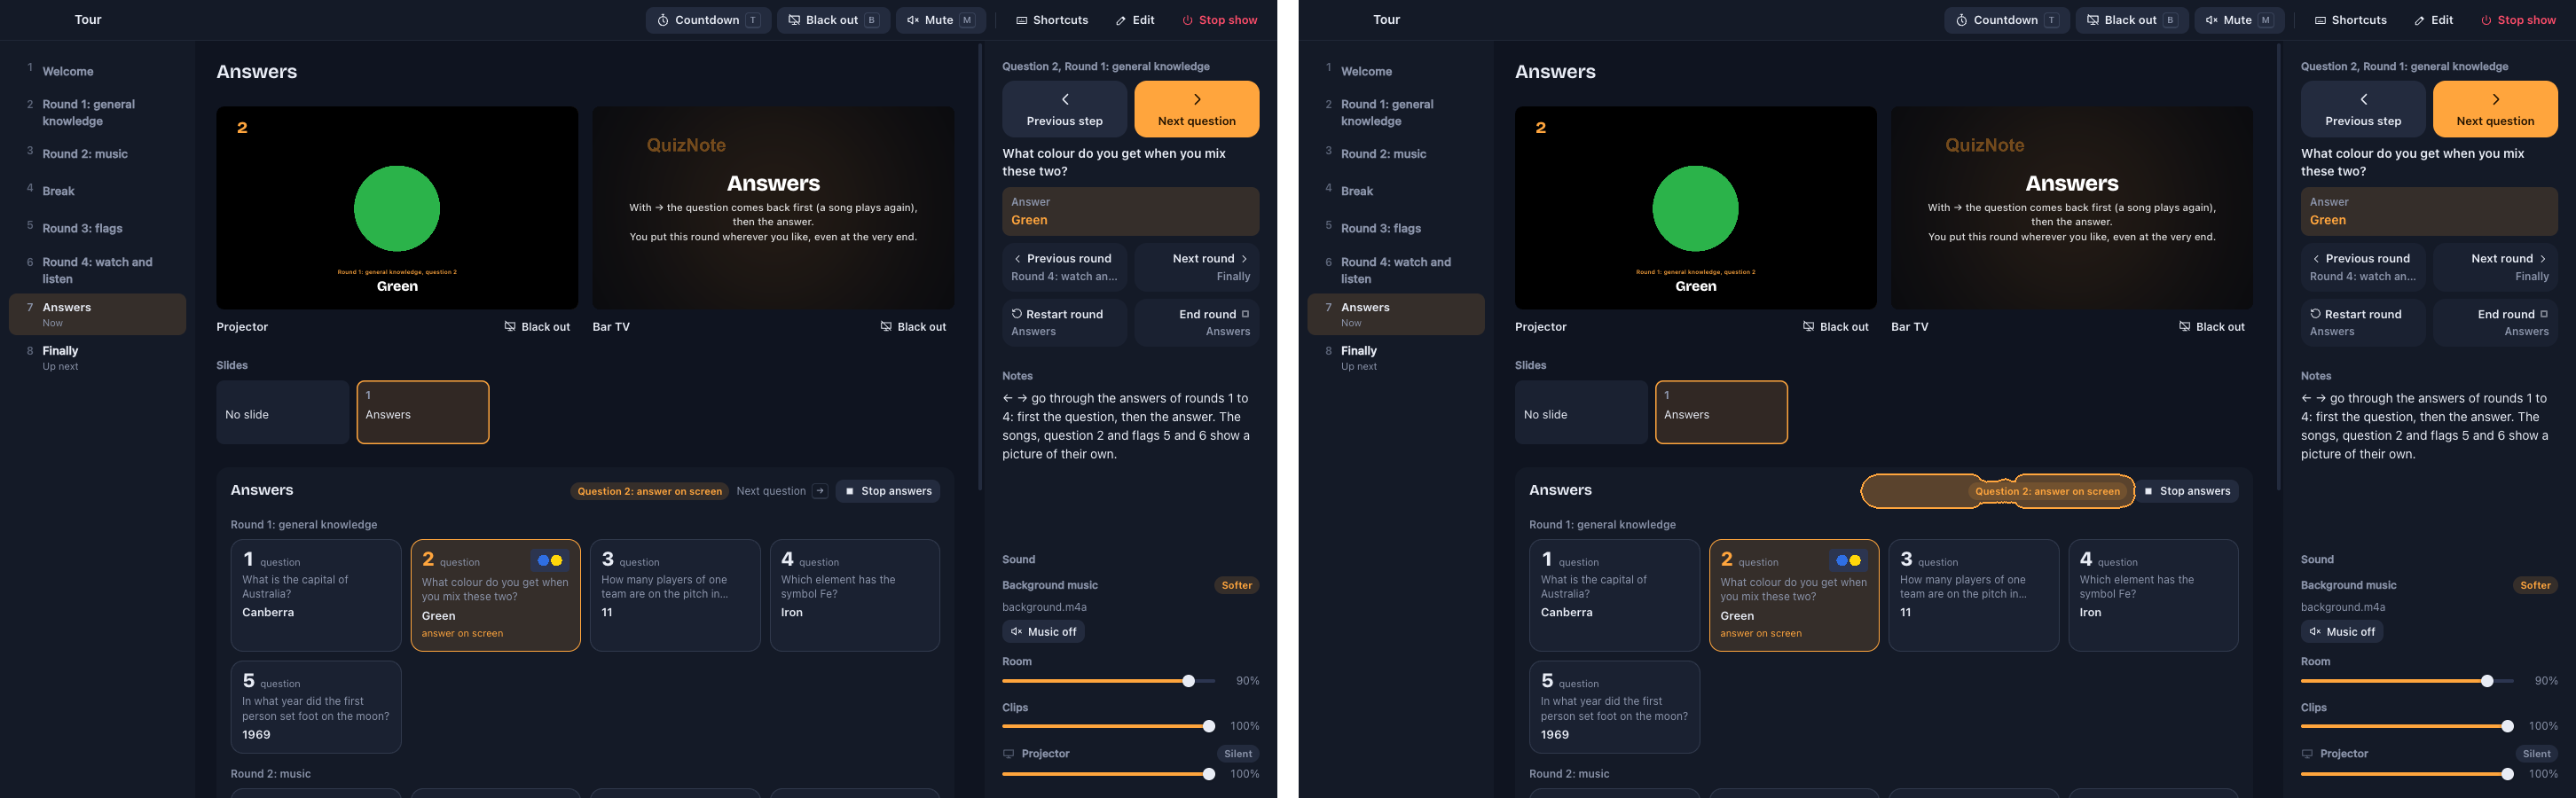 Tour
Countdown T
Black out B
Mute M
Shortcuts
Edit
Stop show
1 Welcome
2 Round 1: general
knowledge
3 Round 2: music
4 Break
5 Round 3: flags
6 Round 4: watch and
listen
7 Answers
Now
8 Finally
Up next
Answers
2
Round 1: general knowledge, question 2
Green
QuizNote
Answers
With → the question comes back first (a song plays again),
then the answer.
You put this round wherever you like, even at the very end.
Projector
Black out
Bar TV
Black out
Slides
No slide
1
Answers
Answers
Question 2: answer on screen
Next question →
Stop answers
Round 1: general knowledge
1 question
What is the capital of
Australia?
Canberra
2 question
What colour do you get when
you mix these two?
Green
answer on screen
3 question
How many players of one
team are on the pitch in...
11
4 question
Which element has the
symbol Fe?
Iron
5 question
In what year did the first
person set foot on the moon?
1969
Round 2: music
Question 2, Round 1: general knowledge
Previous step
Next question
What colour do you get when you mix
these two?
Answer
Green
Previous round
Round 4: watch an...
Next round
Finally
Restart round
Answers
End round
Answers
Notes
← → go through the answers of rounds 1 to
4: first the question, then the answer. The
songs, question 2 and flags 5 and 6 show a
picture of their own.
Sound
Background music
Softer
background.m4a
Music off
Room
90%
Clips
100%
Projector
Silent
100%
Tour
Countdown T
Black out B
Mute M
Shortcuts
Edit
Stop show
1 Welcome
2 Round 1: general
knowledge
3 Round 2: music
4 Break
5 Round 3: flags
6 Round 4: watch and
listen
7 Answers
Now
8 Finally
Up next
Answers
2
Round 1: general knowledge, question 2
Green
QuizNote
Answers
With → the question comes back first (a song plays again),
then the answer.
You put this round wherever you like, even at the very end.
Projector
Black out
Bar TV
Black out
Slides
No slide
1
Answers
Answers
Question 2: answer on screen
Stop answers
Round 1: general knowledge
1 question
What is the capital of
Australia?
Canberra
2 question
What colour do you get when
you mix these two?
Green
answer on screen
3 question
How many players of one
team are on the pitch in...
11
4 question
Which element has the
symbol Fe?
Iron
5 question
In what year did the first
person set foot on the moon?
1969
Round 2: music
Question 2, Round 1: general knowledge
Previous step
Next question
What colour do you get when you mix
these two?
Answer
Green
Previous round
Round 4: watch an...
Next round
Finally
Restart round
Answers
End round
Answers
Notes
← → go through the answers of rounds 1 to
4: first the question, then the answer. The
songs, question 2 and flags 5 and 6 show a
picture of their own.
Sound
Background music
Softer
background.m4a
Music off
Room
90%
Clips
100%
Projector
Silent
100%